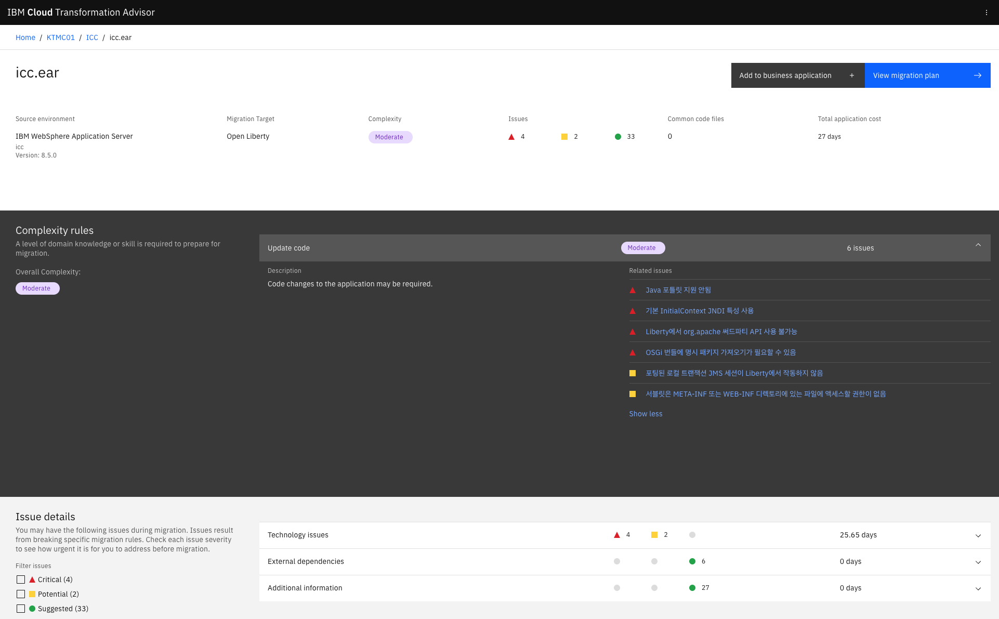 IBM Cloud Transformation Advisor
Home / KTMC01 / ICC / icc.ear
icc.ear
Add to business application +
View migration plan
Source environment
IBM WebSphere Application Server
icc
Version: 8.5.0
Migration Target
Open Liberty
Complexity
Moderate
Issues
4 2 33
Common code files
0
Total application cost
27 days
Complexity rules
A level of domain knowledge or skill is required to prepare for
migration.
Overall Complexity:
Moderate
Update code Moderate 6 issues
Description
Code changes to the application may be required.
Related issues
Java 포틀릿 지원 안됨
기본 InitialContext JNDI 특성 사용
Liberty에서 org.apache 써드파티 API 사용 불가능
OSGi 번들에 명시 패키지 가져오기가 필요할 수 있음
포팅된 로컬 트랜잭션 JMS 세션이 Liberty에서 작동하지 않음
서블릿은 META-INF 또는 WEB-INF 디렉토리에 있는 파일에 액세스할 권한이 없음
Show less
Issue details
You may have the following issues during migration. Issues result
from breaking specific migration rules. Check each issue severity
to see how urgent it is for you to address before migration.
Filter issues
Critical (4)
Potential (2)
Suggested (33)
Technology issues 4 2 25.65 days
External dependencies 6 0 days
Additional information 27 0 days